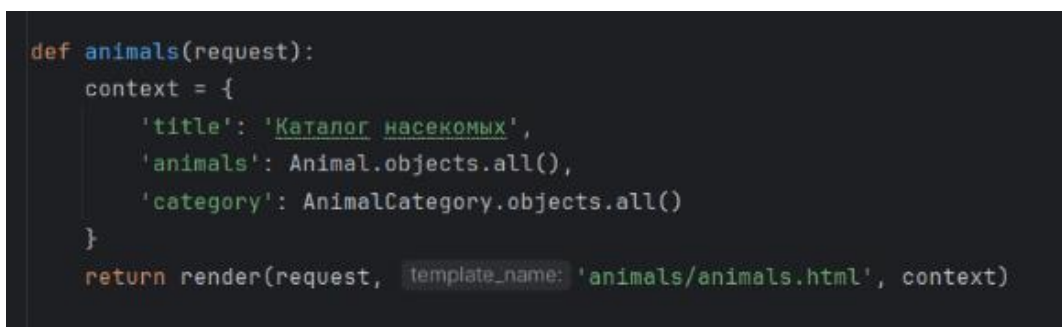 def animals(request):
context = {
'title': 'Каталог насекомых',
'animals': Animal.objects.all(),
'category': AnimalCategory.objects.all()
}
return render(request, template_name: 'animals/animals.html', context)